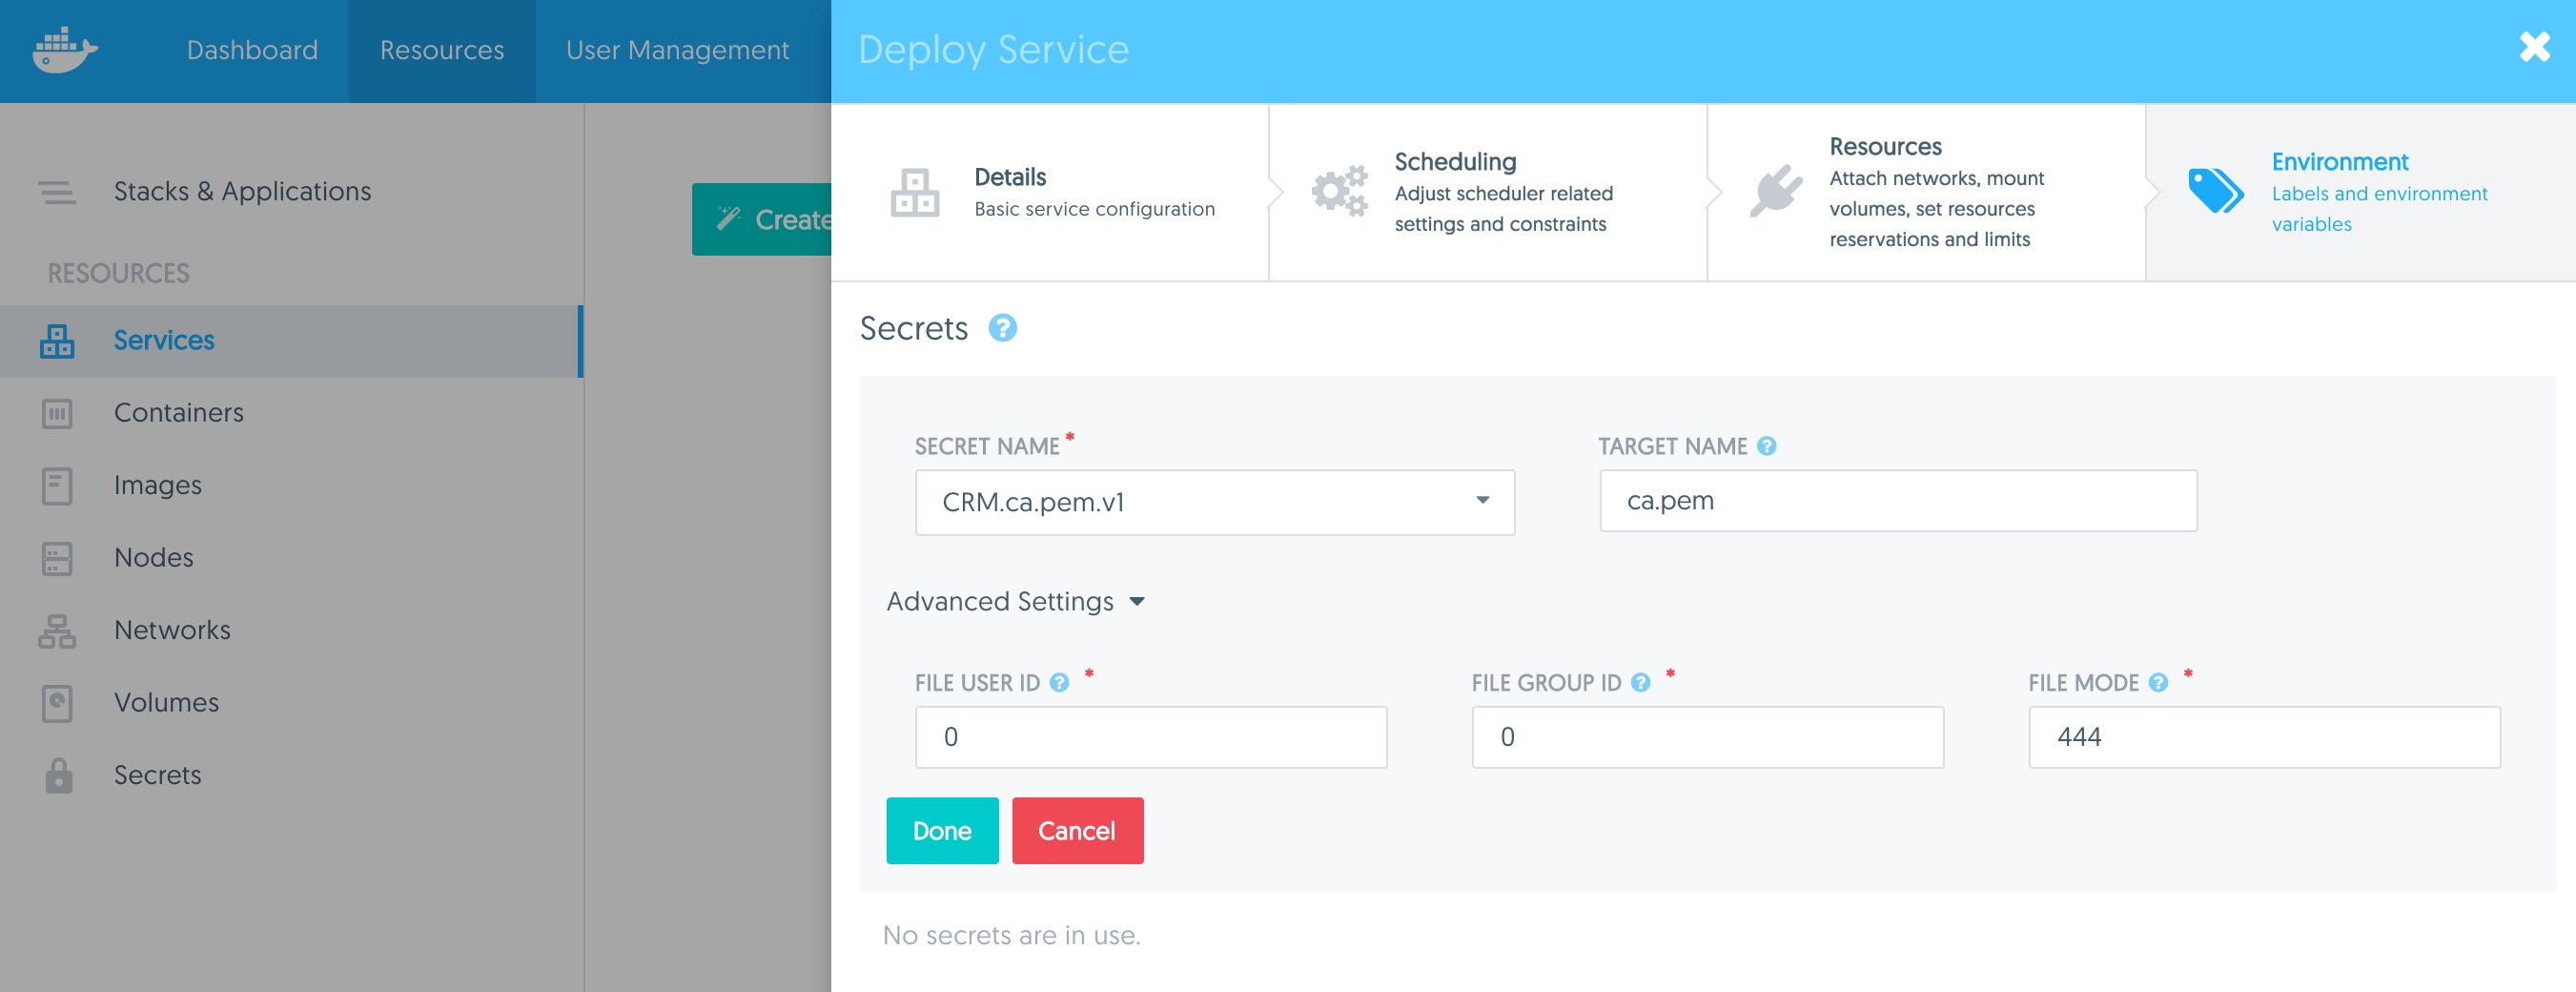 Dashboard Resources User Management
Deploy Service
Stacks & Applications
RESOURCES
Services
Containers
Images
Nodes
Networks
Volumes
Secrets
Create
Details
Basic service configuration
Scheduling
Adjust scheduler related
settings and constraints
Resources
Attach networks, mount
volumes, set resources
reservations and limits
Environment
Labels and environment
variables
Secrets ?
SECRET NAME *
CRM.ca.pem.v1
TARGET NAME ?
ca.pem
Advanced Settings
FILE USER ID ? *
0
FILE GROUP ID ? *
0
FILE MODE ? *
444
Done Cancel
No secrets are in use.